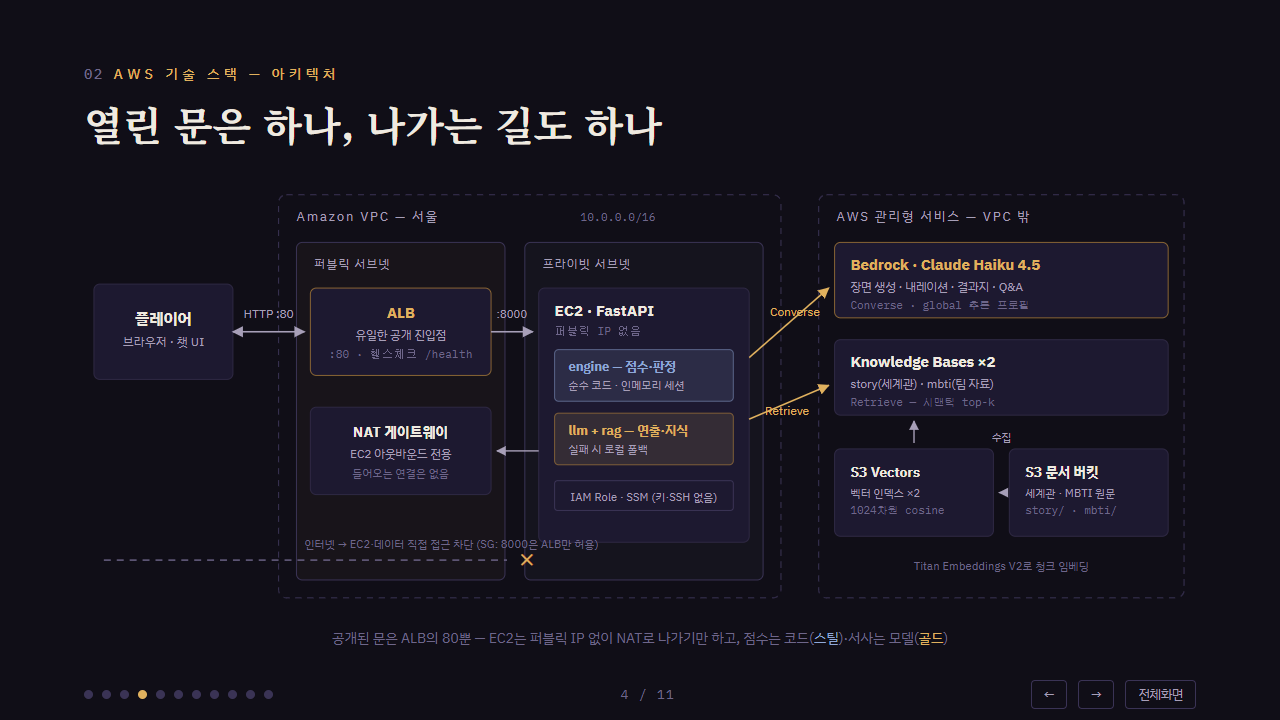 02 AWS 기술 스택 — 아키텍처
열린 문은 하나, 나가는 길도 하나
Amazon VPC — 서울
10.0.0.0/16
AWS 관리형 서비스 — VPC 밖
퍼블릭 서브넷
프라이빗 서브넷
플레이어
브라우저 · 챗 UI
HTTP :80
ALB
유일한 공개 진입점
:80 · 헬스체크 /health
:8000
NAT 게이트웨이
EC2 아웃바운드 전용
들어오는 연결은 없음
EC2 · FastAPI
퍼블릭 IP 없음
engine — 점수·판정
순수 코드 · 인메모리 세션
llm + rag — 연출·지식
실패 시 로컬 폴백
IAM Role · SSM (키·SSH 없음)
인터넷 → EC2·데이터 직접 접근 차단 (SG: 8000은 ALB만 허용)
Converse
Retrieve
Bedrock · Claude Haiku 4.5
장면 생성 · 내레이션 · 결과지 · Q&A
Converse · global 추론 프로필
Knowledge Bases ×2
story(세계관) · mbti(팀 자료)
Retrieve — 시맨틱 top-k
수집
S3 Vectors
벡터 인덱스 ×2
1024차원 cosine
S3 문서 버킷
세계관 · MBTI 원문
story/ · mbti/
Titan Embeddings V2로 청크 임베딩
공개된 문은 ALB의 80뿐 — EC2는 퍼블릭 IP 없이 NAT로 나가기만 하고, 점수는 코드(스틸)·서사는 모델(골드)
4 / 11
←
→
전체화면